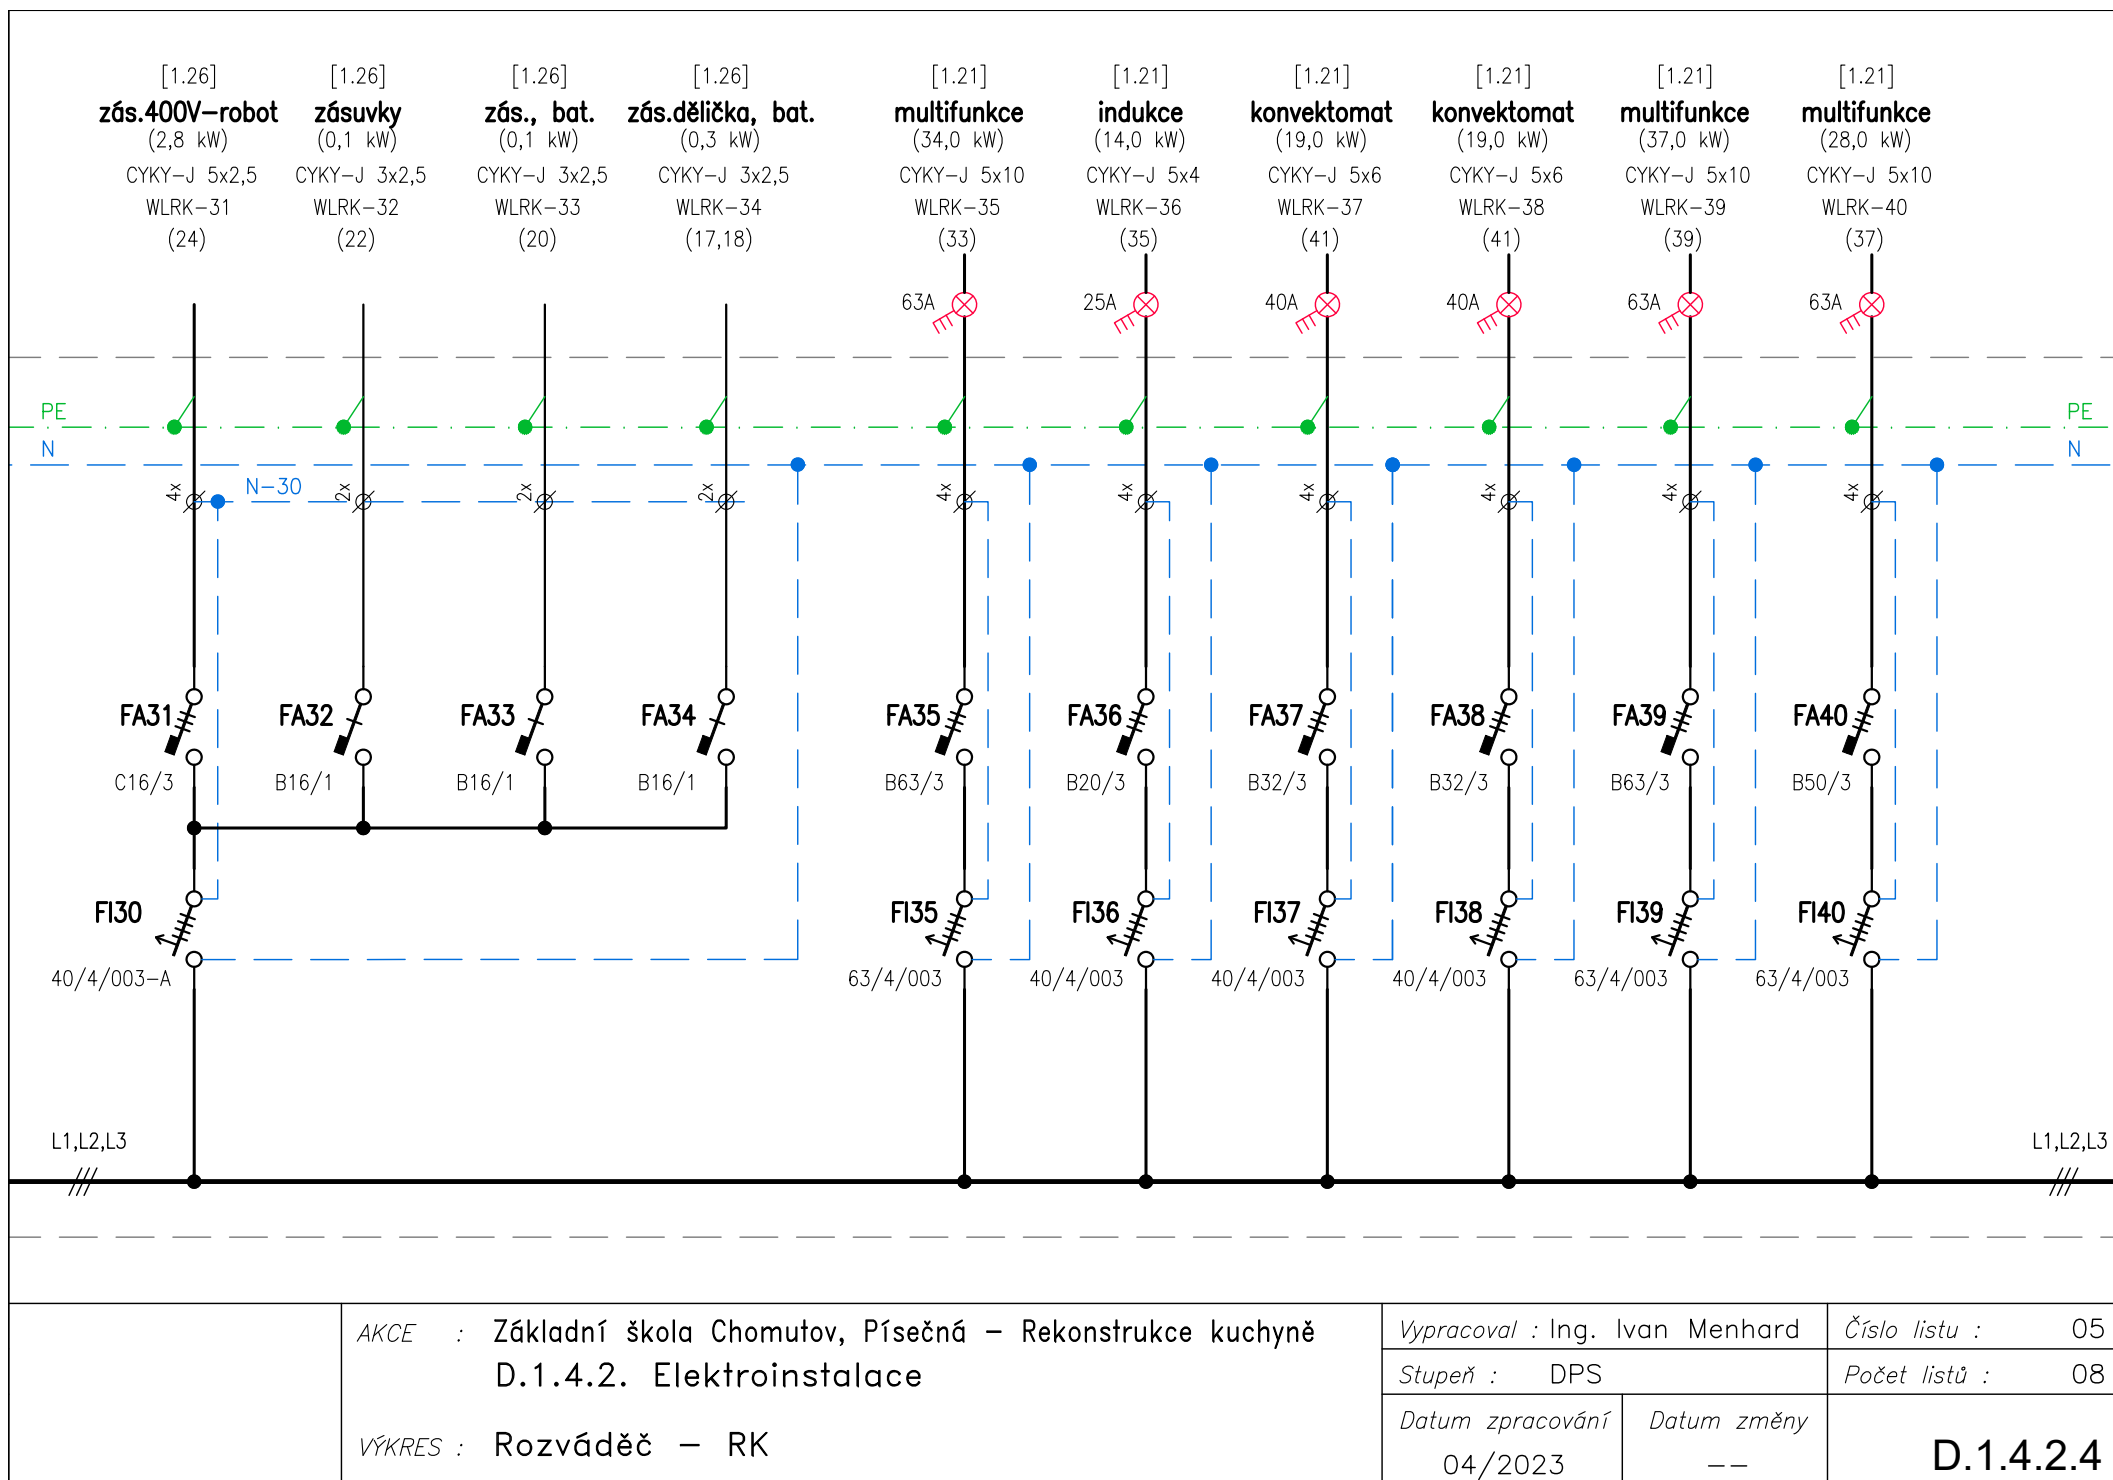 [1.26] [1.26] [1.26] [1.26] [1.21] [1.21] [1.21] [1.21] [1.21] [1.21]
zás.400V-robot zásuvky zás., bat. zás.dělička, bat. multifunkce indukce konvektomat konvektomat multifunkce multifunkce
(2,8 kW) (0,1 kW) (0,1 kW) (0,3 kW) (34,0 kW) (14,0 kW) (19,0 kW) (19,0 kW) (37,0 kW) (28,0 kW)
CYKY-J 5x2,5 CYKY-J 3x2,5 CYKY-J 3x2,5 CYKY-J 3x2,5 CYKY-J 5x10 CYKY-J 5x4 CYKY-J 5x6 CYKY-J 5x6 CYKY-J 5x10 CYKY-J 5x10
WLRK-31 WLRK-32 WLRK-33 WLRK-34 WLRK-35 WLRK-36 WLRK-37 WLRK-38 WLRK-39 WLRK-40
(24) (22) (20) (17,18) (33) (35) (41) (41) (39) (37)
63A 25A 40A 40A 63A 63A
PE PE
N N
N-30
4x 2x 2x 2x 4x 4x 4x 4x 4x 4x
FA31 FA32 FA33 FA34 FA35 FA36 FA37 FA38 FA39 FA40
C16/3 B16/1 B16/1 B16/1 B63/3 B20/3 B32/3 B32/3 B63/3 B50/3
FI30 FI35 FI36 FI37 FI38 FI39 FI40
40/4/003-A 63/4/003 40/4/003 40/4/003 40/4/003 63/4/003 63/4/003
L1,L2,L3 L1,L2,L3
AKCE : Základní škola Chomutov, Písečná – Rekonstrukce kuchyně
D.1.4.2. Elektroinstalace
VÝKRES : Rozváděč – RK
Vypracoval : Ing. Ivan Menhard
Číslo listu : 05
Stupeň : DPS
Počet listů : 08
Datum zpracování Datum změny
04/2023 --
D.1.4.2.4